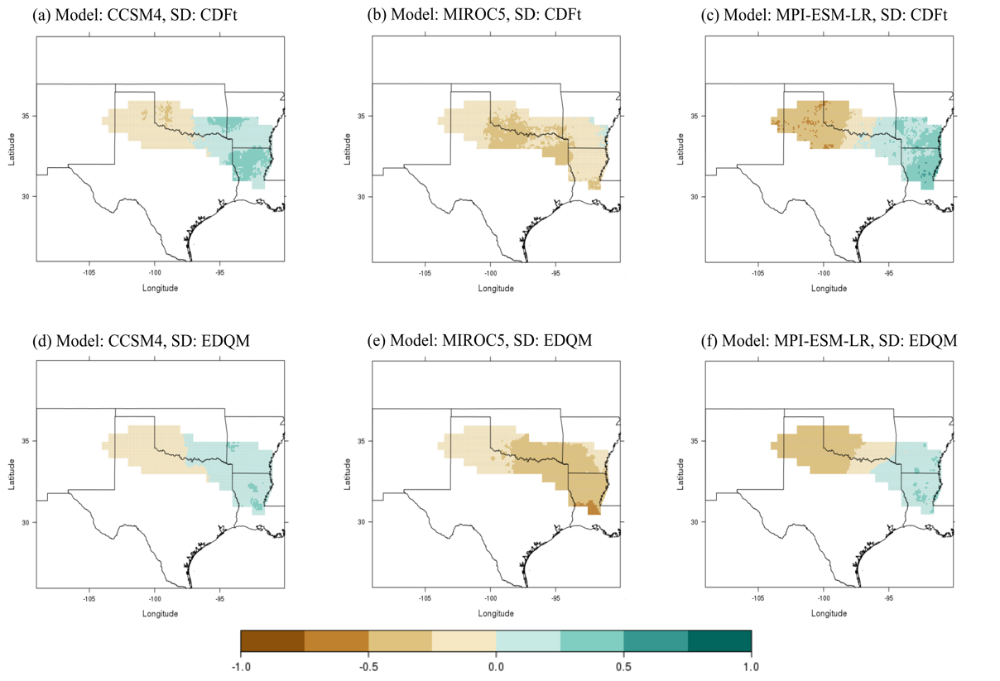 (a) Model: CCSM4, SD: CDFt
(b) Model: MIROC5, SD: CDFt
(c) Model: MPI-ESM-LR, SD: CDFt
Latitude
35
30
-105
-100
-95
Longitude
Latitude
35
30
-105
-100
-95
Longitude
Latitude
35
30
-105
-100
-95
Longitude
(d) Model: CCSM4, SD: EDQM
(e) Model: MIROC5, SD: EDQM
(f) Model: MPI-ESM-LR, SD: EDQM
Latitude
35
30
-105
-100
-95
Longitude
Latitude
35
30
-105
-100
-95
Longitude
Latitude
35
30
-105
-100
-95
Longitude
-1.0 -0.5 0.0 0.5 1.0